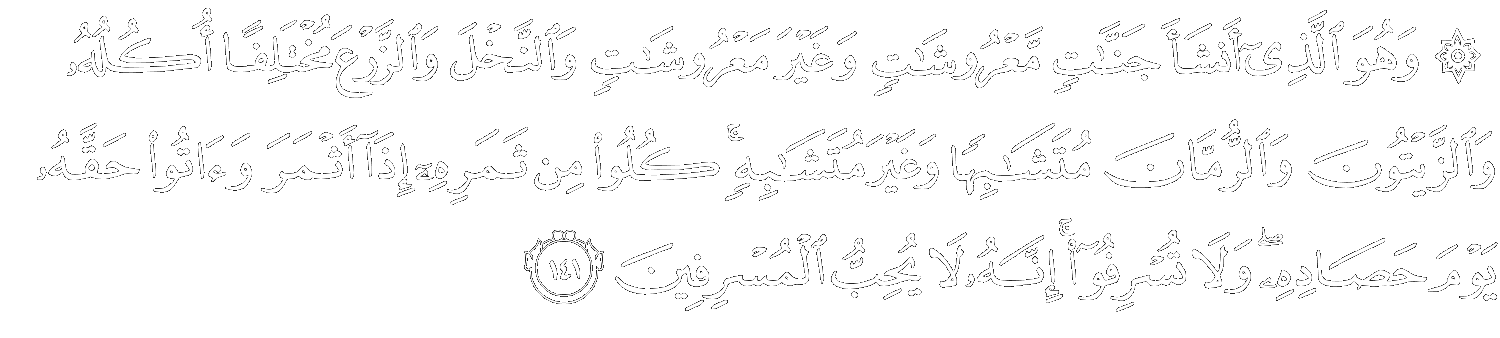 ۞ وَهُوَ ٱلَّذِىٓ أَنشَأَ جَنَّـٰتٍ مَّعْرُوشَـٰتٍ وَغَيْرَ مَعْرُوشَـٰتٍ وَٱلنَّخْلَ وَٱلزَّرْعَ مُخْتَلِفًا أُكُلُهُۥ
وَٱلزَّيْتُونَ وَٱلرُّمَّانَ مُتَشَـٰبِهًا وَغَيْرَ مُتَشَـٰبِهٍ ۚ كُلُوا۟ مِن ثَمَرِهِۦٓ إِذَآ أَثْمَرَ وَءَاتُوا۟ حَقَّهُۥ
يَوْمَ حَصَادِهِۦ ۖ وَلَا تُسْرِفُوٓا۟ ۚ إِنَّهُۥ لَا يُحِبُّ ٱلْمُسْرِفِينَ ١٤١